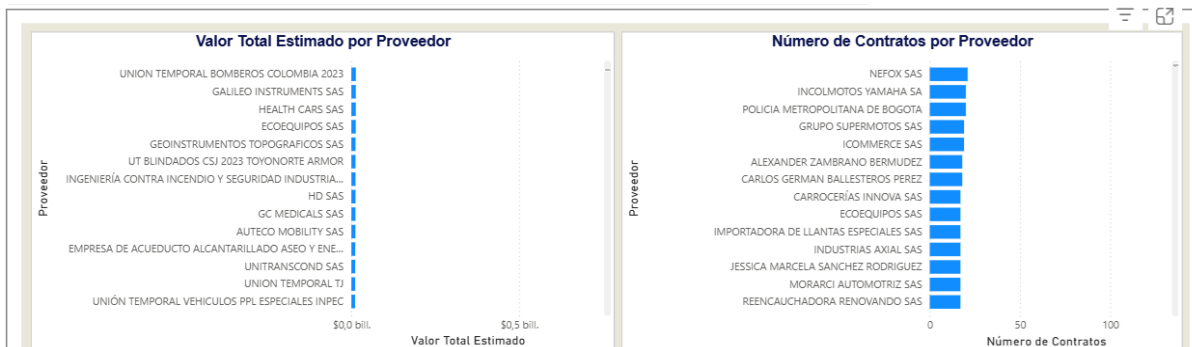 Valor Total Estimado por Proveedor
UNION TEMPORAL BOMBEROS COLOMBIA 2023
GALILEO INSTRUMENTS SAS
HEALTH CARS SAS
ECOEQUIPOS SAS
GEOINSTRUMENTOS TOPOGRAFICOS SAS
UT BLINDADOS CSJ 2023 TOYONORTE ARMOR
INGENIERÍA CONTRA INCENDIO Y SEGURIDAD INDUSTRIA...
HD SAS
GC MEDICALS SAS
AUTECO MOBILITY SAS
EMPRESA DE ACUEDUCTO ALCANTARILLADO ASEO Y ENE...
UNITRANSCOND SAS
UNION TEMPORAL TJ
UNIÓN TEMPORAL VEHICULOS PPL ESPECIALES INPEC
Proveedor
$0,0 bill.
$0,5 bill.
Valor Total Estimado
Número de Contratos por Proveedor
NEFOX SAS
INCOLMOTOS YAMAHA SA
POLICIA METROPOLITANA DE BOGOTA
GRUPO SUPERMOTOS SAS
ICOMMERCE SAS
ALEXANDER ZAMBRANO BERMUDEZ
CARLOS GERMAN BALLESTEROS PEREZ
CARROCERÍAS INNOVA SAS
ECOEQUIPOS SAS
IMPORTADORA DE LLANTAS ESPECIALES SAS
INDUSTRIAS AXIAL SAS
JESSICA MARCELA SANCHEZ RODRIGUEZ
MORARCI AUTOMOTRIZ SAS
REENCAUCHADORA RENOVANDO SAS
Proveedor
0
50
100
Número de Contratos